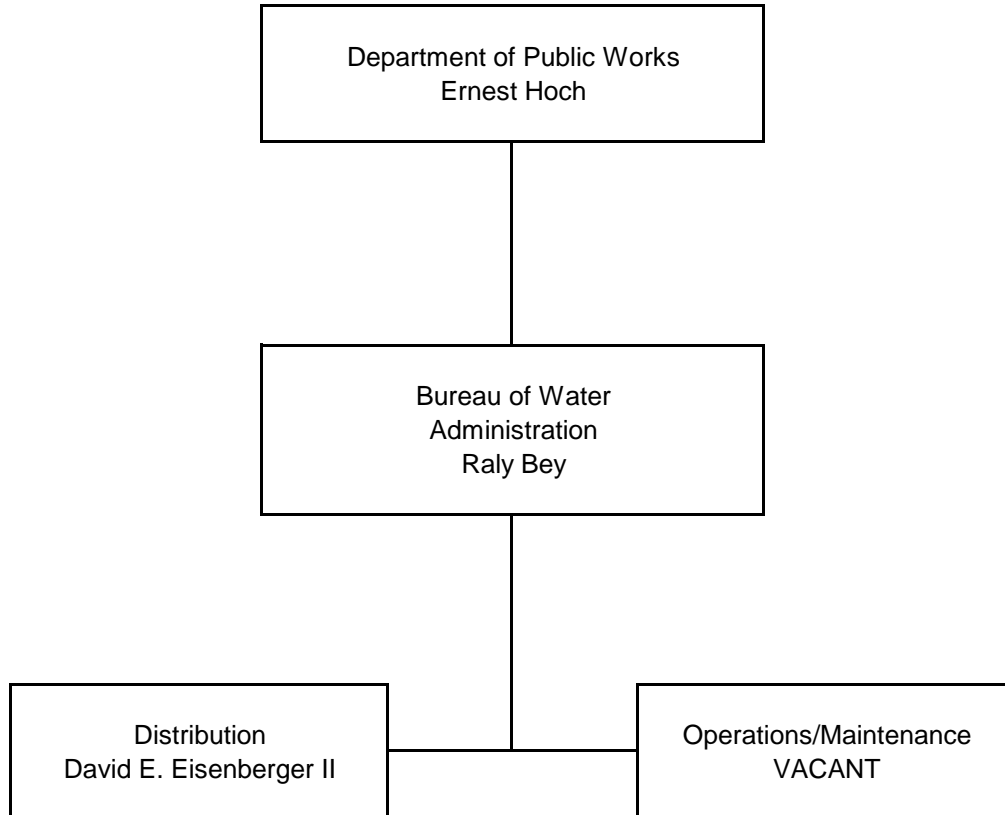 Department of Public Works
Ernest Hoch
Bureau of Water
Administration
Raly Bey
Distribution
David E. Eisenberger II
Operations/Maintenance
VACANT